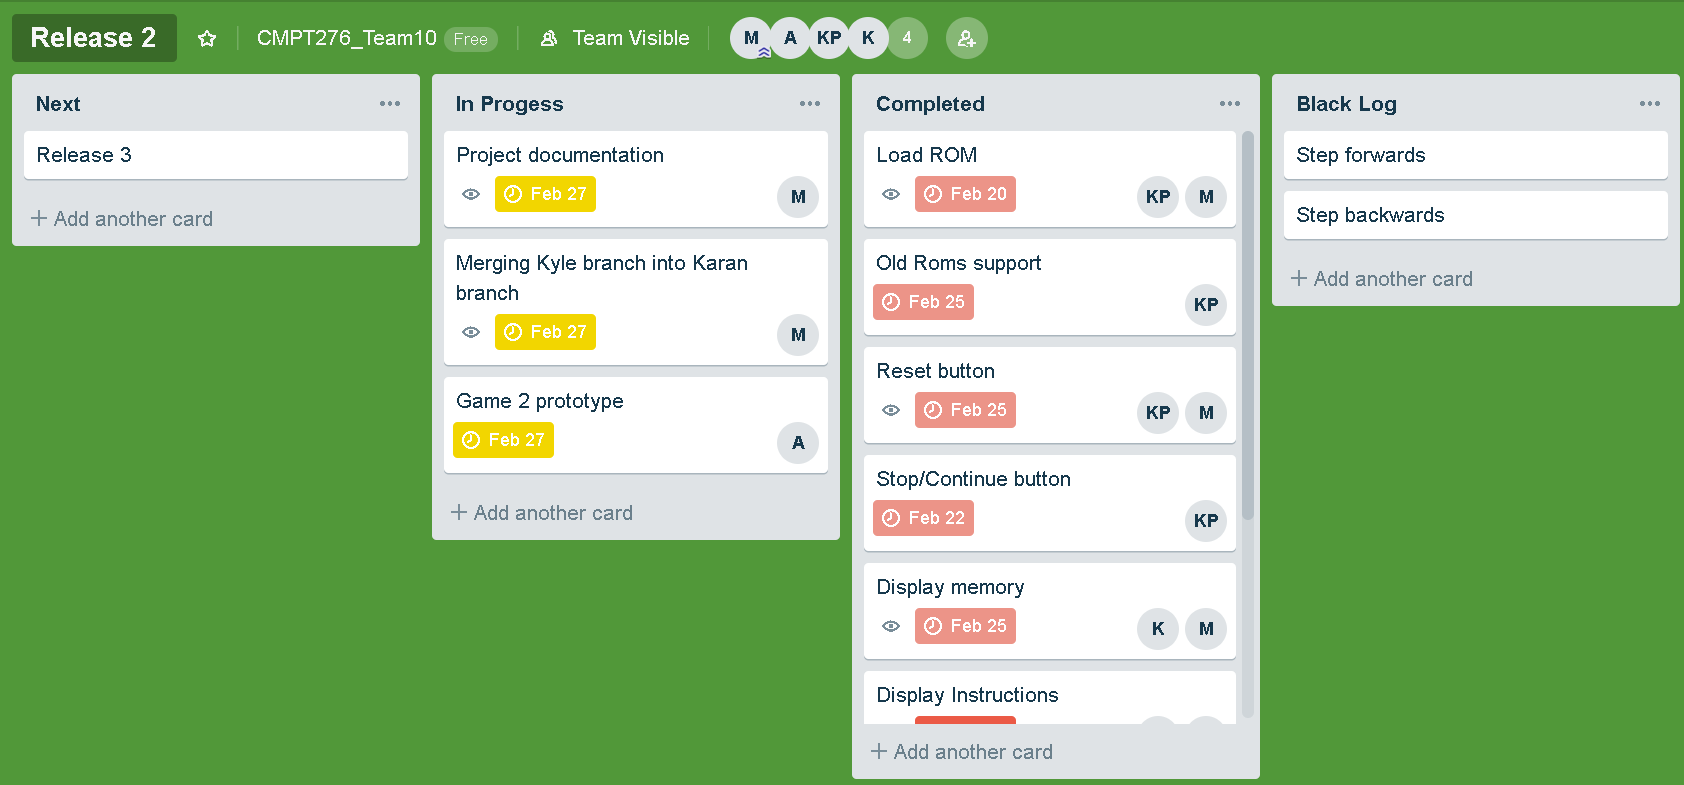 Release 2
CMPT276_Team10 Free
Team Visible
M A KP K 4
Next
Release 3
+ Add another card
In Progess
Project documentation
Feb 27
M
Merging Kyle branch into Karan
branch
Feb 27
M
Game 2 prototype
Feb 27
A
+ Add another card
Completed
Load ROM
Feb 20
KP M
Old Roms support
Feb 25
KP
Reset button
Feb 25
KP M
Stop/Continue button
Feb 22
KP
Display memory
Feb 25
K M
Display Instructions
+ Add another card
Black Log
Step forwards
Step backwards
+ Add another card